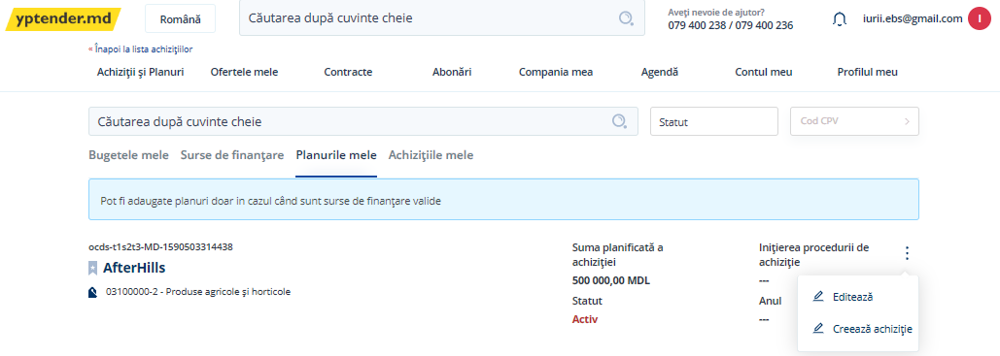 yptender.md
Română
Căutarea după cuvinte cheie
Aveți nevoie de ajutor?
079 400 238 / 079 400 236
iurii.ebs@gmail.com
I
« Înapoi la lista achizițiilor
Achiziții și Planuri Ofertele mele Contracte Abonări Compania mea Agendă Contul meu Profilul meu
Căutarea după cuvinte cheie Statut Cod CPV
Bugetele mele Surse de finanțare Planurile mele Achizițiile mele
Pot fi adaugate planuri doar in cazul când sunt surse de finanțare valide
ocds-t1s2t3-MD-1590503314438
AfterHills
03100000-2 - Produse agricole și horticole
Suma planificată a
achiziției
500 000,00 MDL
Statut
Activ
Inițierea procedurii de
achiziție
---
Anul
---
Editează
Creează achiziție